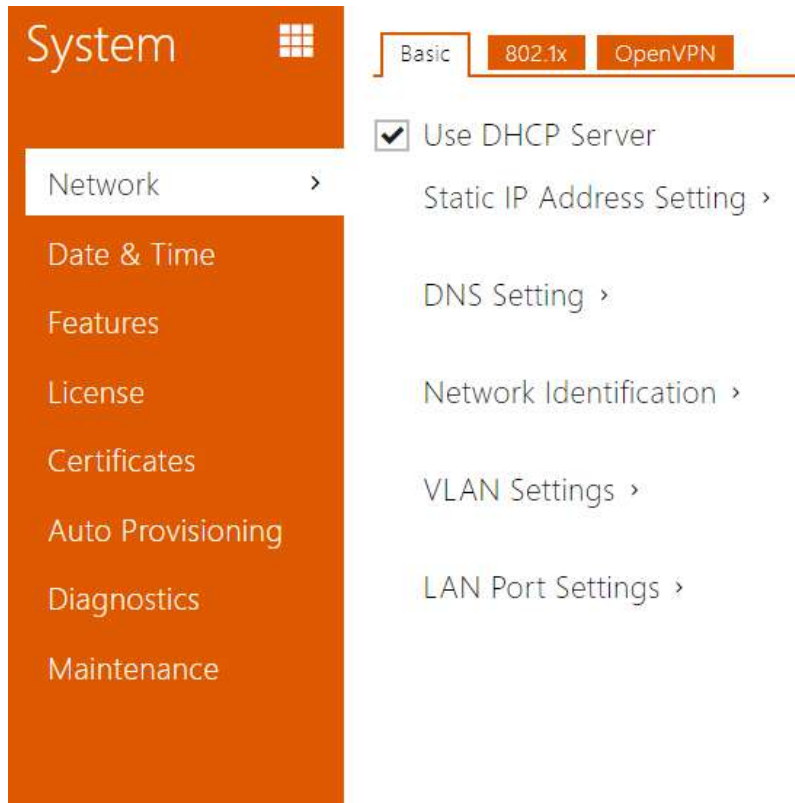 System
Network
Date & Time
Features
License
Certificates
Auto Provisioning
Diagnostics
Maintenance
Basic 802.1x OpenVPN
Use DHCP Server
Static IP Address Setting
DNS Setting
Network Identification
VLAN Settings
LAN Port Settings